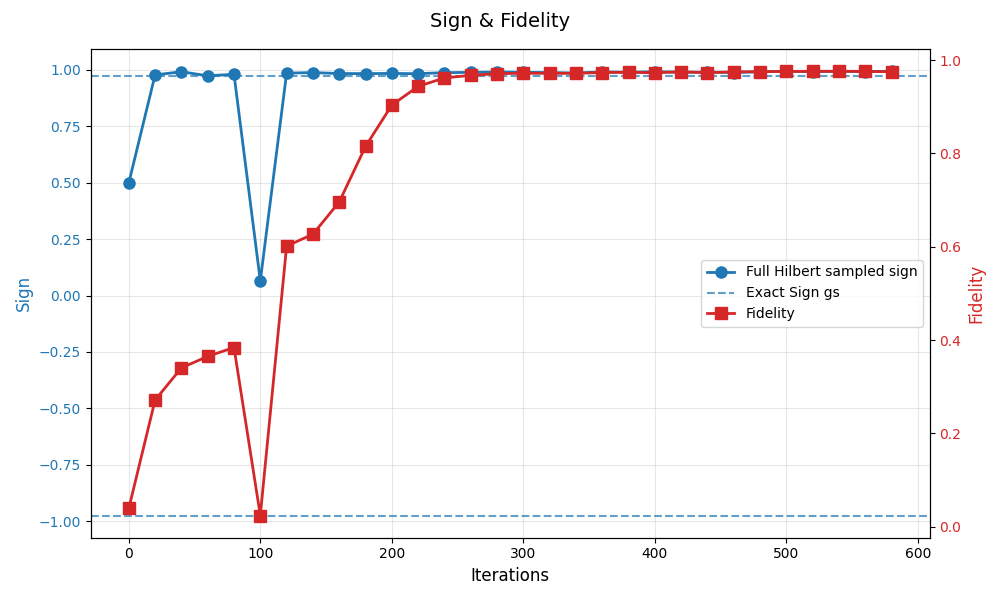 Sign & Fidelity
1.00
0.75
0.50
0.25
0.00
−0.25
−0.50
−0.75
−1.00
Sign
1.0
0.8
0.6
0.4
0.2
0.0
Fidelity
Full Hilbert sampled sign
Exact Sign gs
Fidelity
0 100 200 300 400 500 600
Iterations